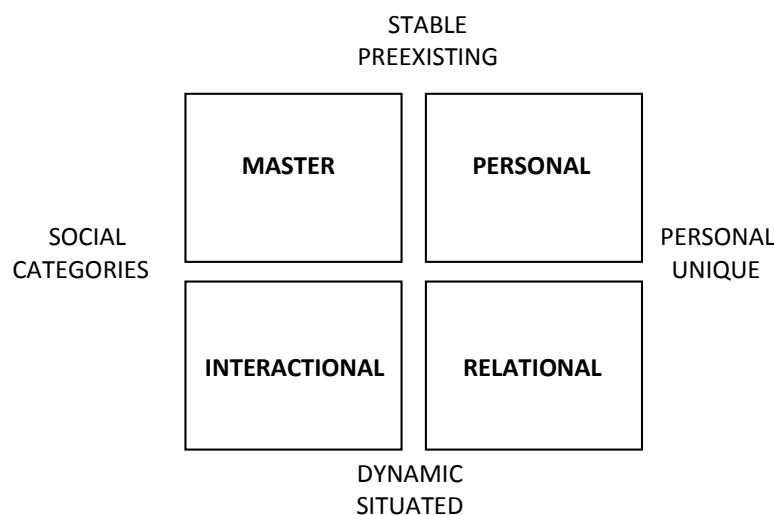 STABLE
PREEXISTING
MASTER
PERSONAL
SOCIAL
CATEGORIES
PERSONAL
UNIQUE
INTERACTIONAL
RELATIONAL
DYNAMIC
SITUATED